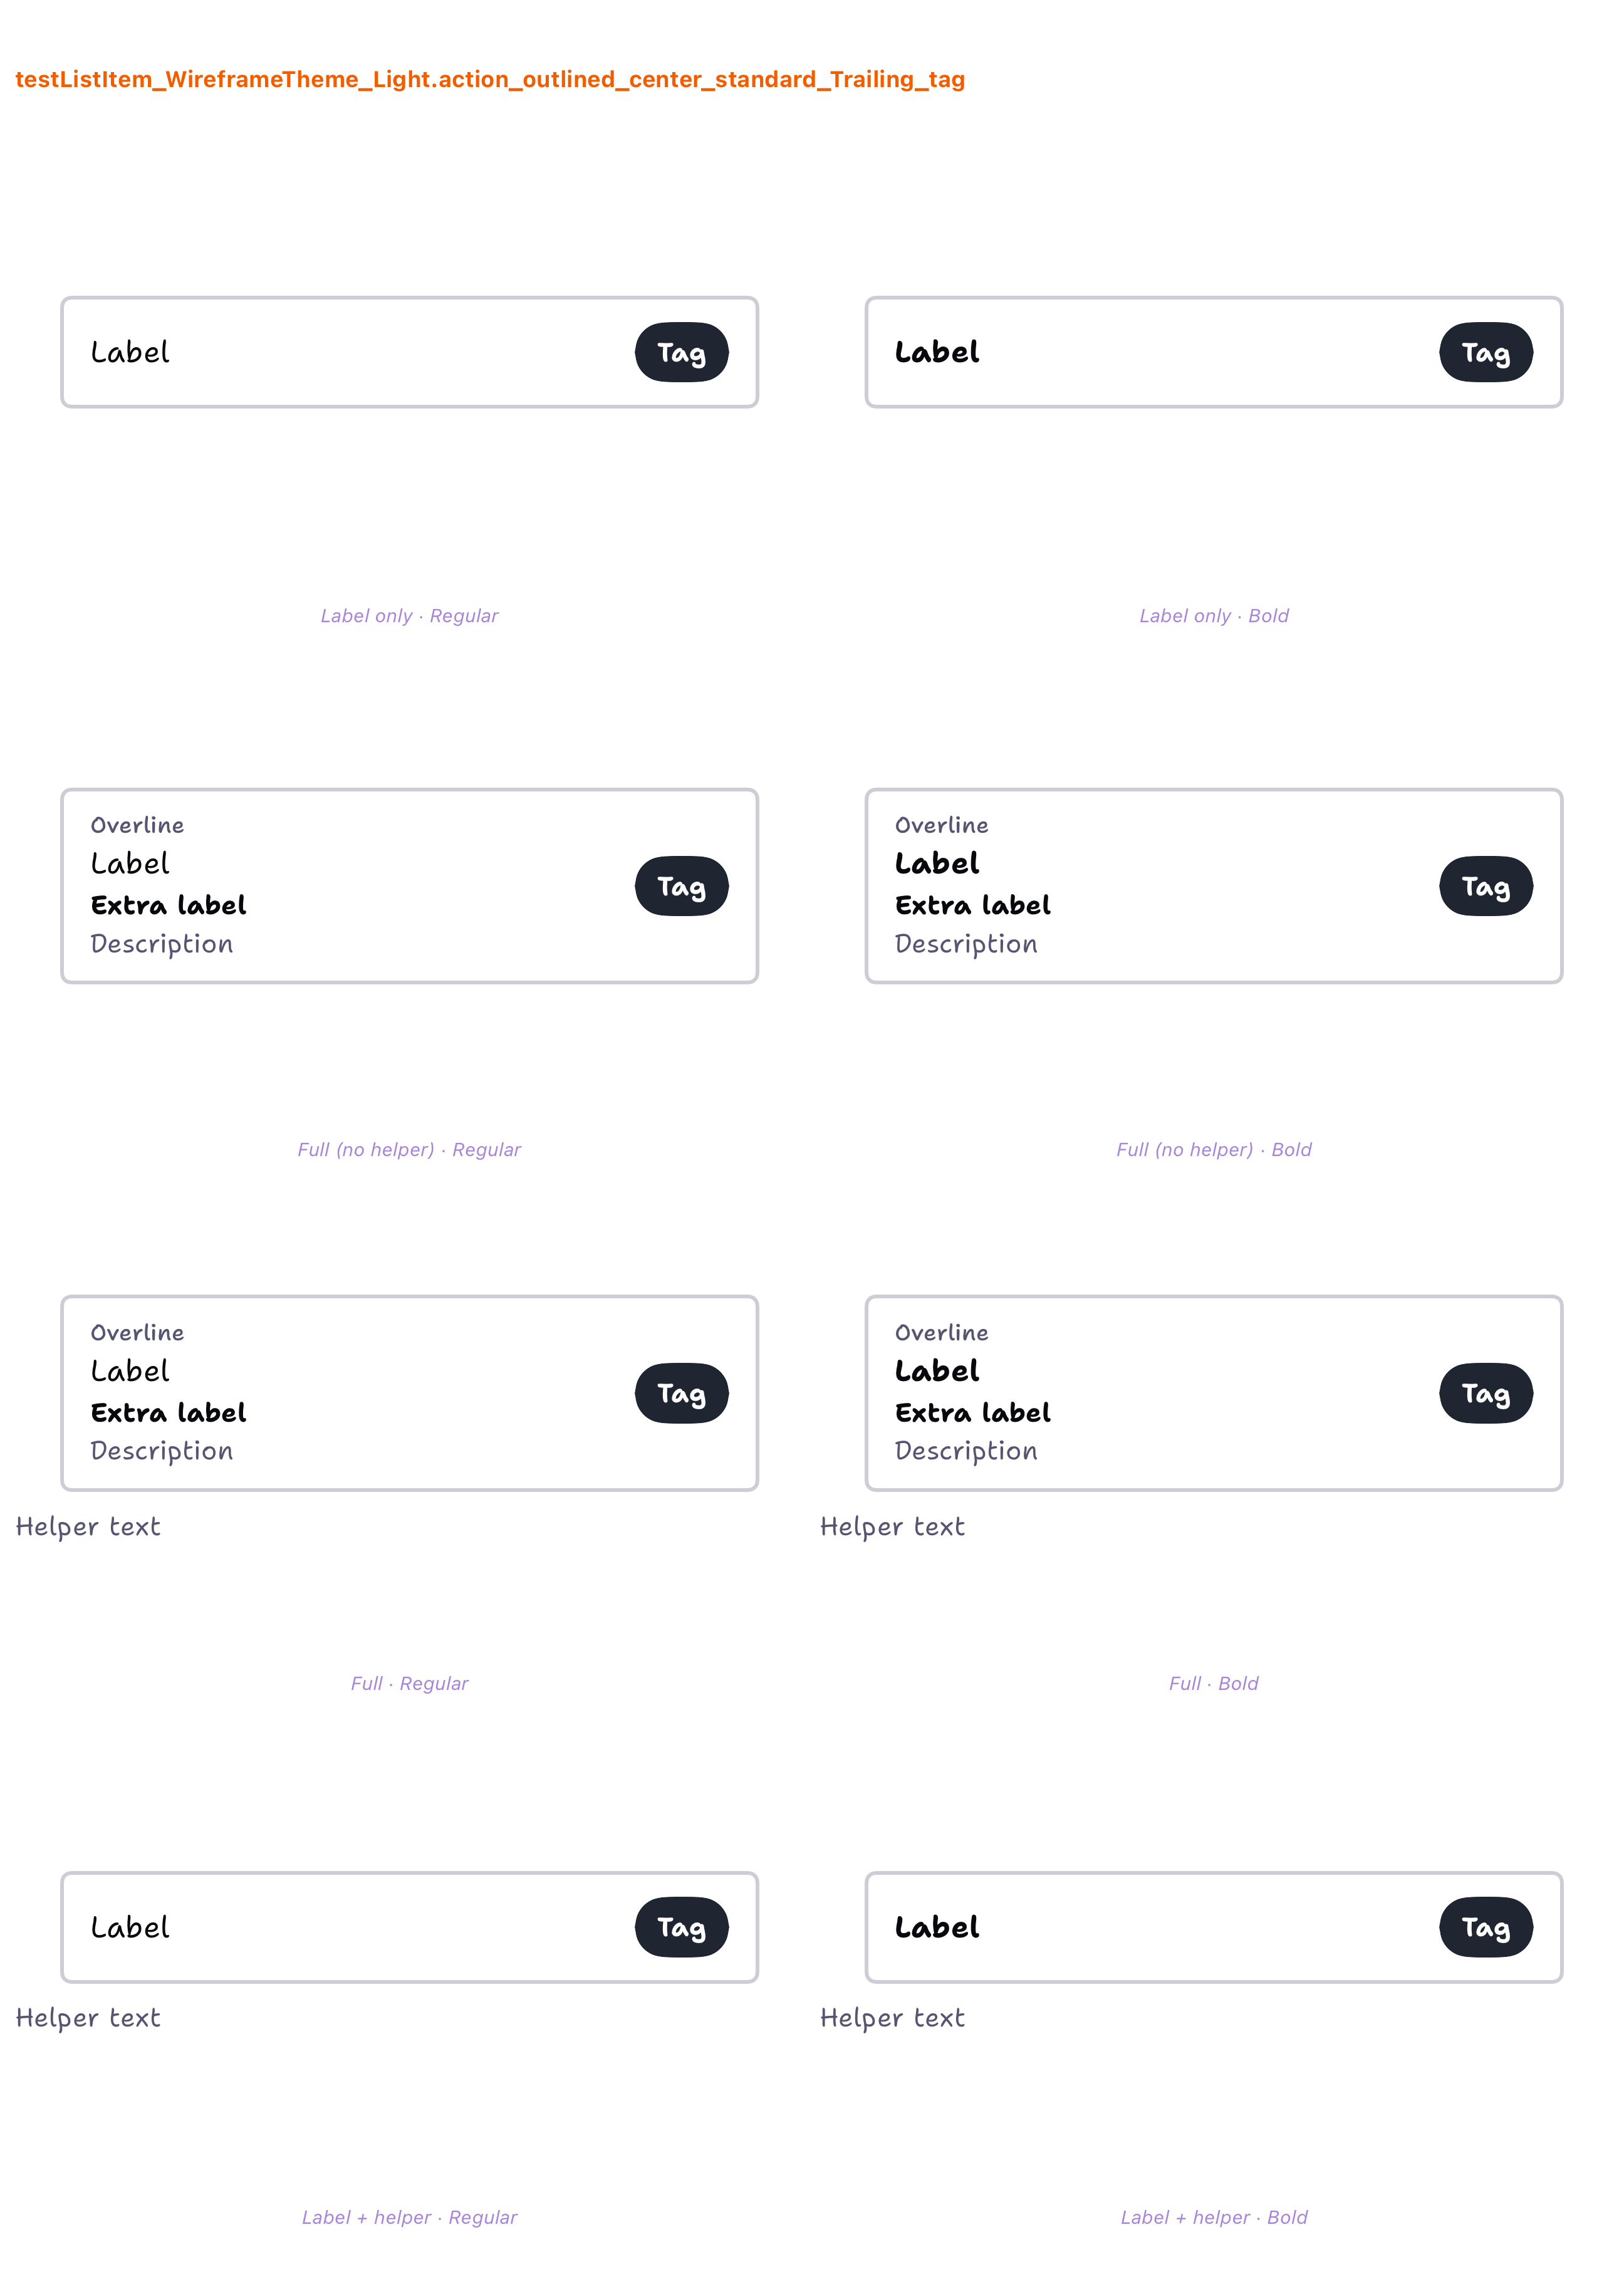 testListItem_WireframeTheme_Light.action_outlined_center_standard_Trailing_tag
Label Tag
Label Tag
Label only · Regular
Label only · Bold
Overline
Label
Extra label
Description
Tag
Overline
Label
Extra label
Description
Tag
Full (no helper) · Regular
Full (no helper) · Bold
Overline
Label
Extra label
Description
Tag
Helper text
Overline
Label
Extra label
Description
Tag
Helper text
Full · Regular
Full · Bold
Label Tag
Helper text
Label Tag
Helper text
Label + helper · Regular
Label + helper · Bold